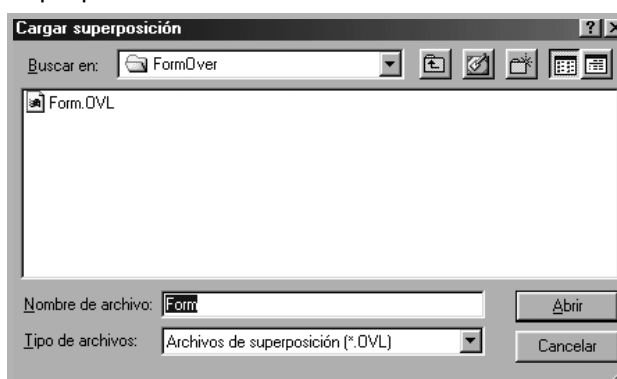 Cargar superposición
Buscar en: FormOver
Form.OVL
Nombre de archivo: Form Abrir
Tipo de archivos: Archivos de superposición (*.OVL) Cancelar